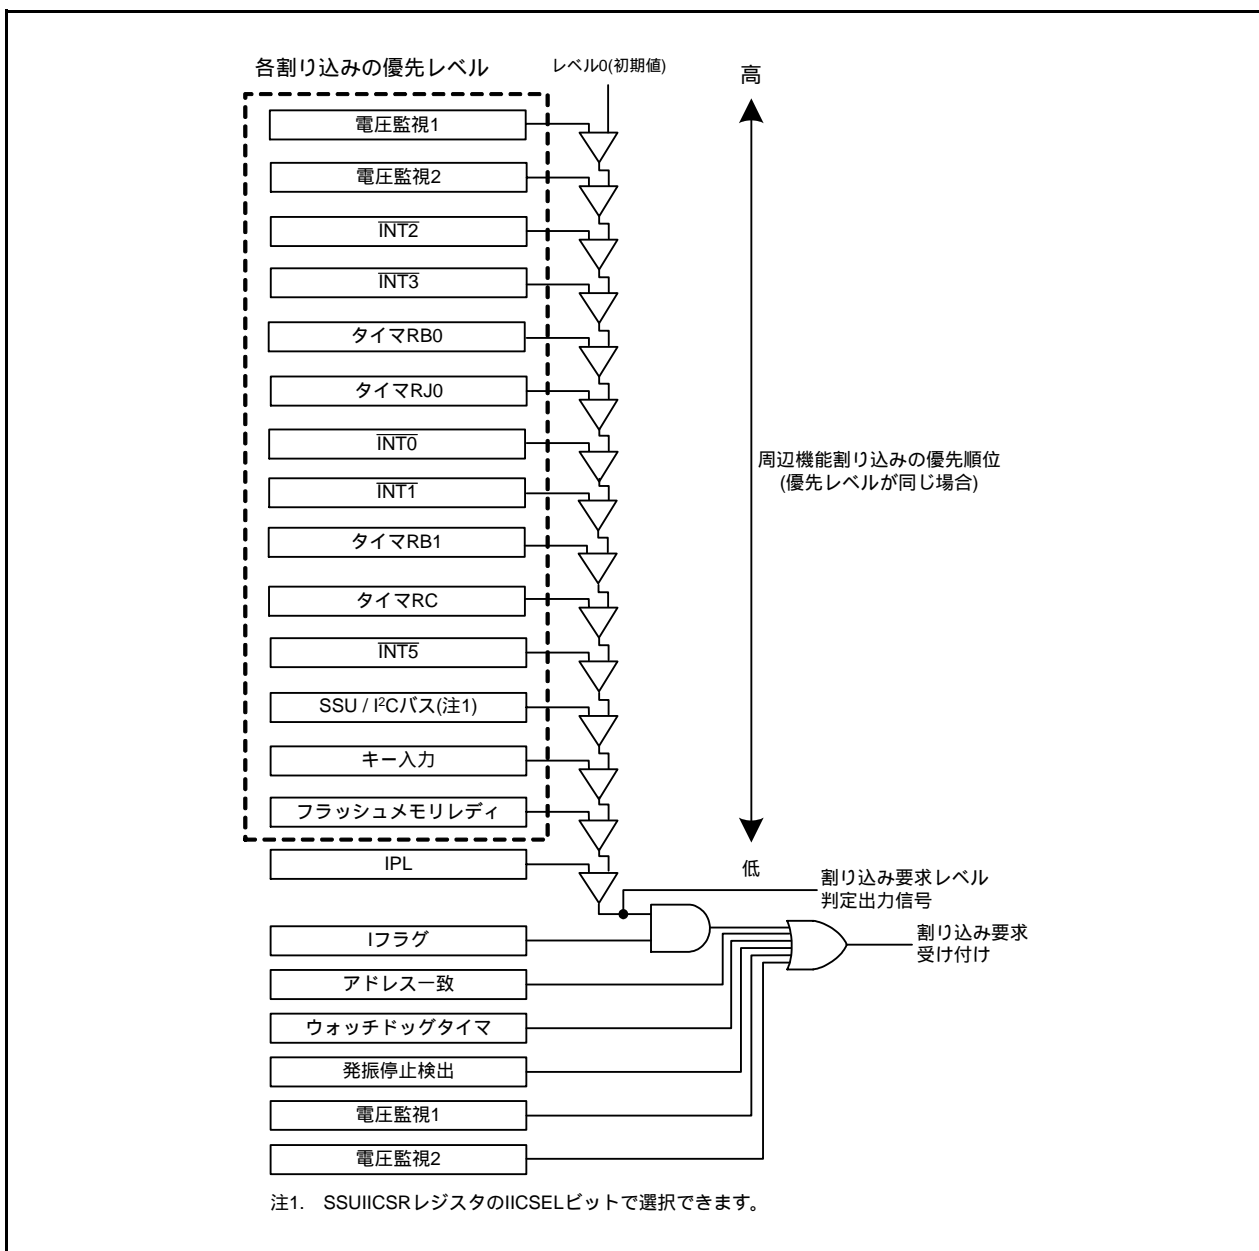 各割り込みの優先レベル
レベル0(初期値)
高
電圧監視1
電圧監視2
INT2
INT3
タイマRB0
タイマRJ0
INT0
INT1
タイマRB1
タイマRC
INT5
SSU / I²Cバス(注1)
キー入力
フラッシュメモリレディ
周辺機能割り込みの優先順位
(優先レベルが同じ場合)
低
IPL
割り込み要求レベル
判定出力信号
Iフラグ
割り込み要求
受け付け
アドレス一致
ウォッチドッグタイマ
発振停止検出
電圧監視1
電圧監視2
注1. SSUIICSRレジスタのIICSELビットで選択できます。